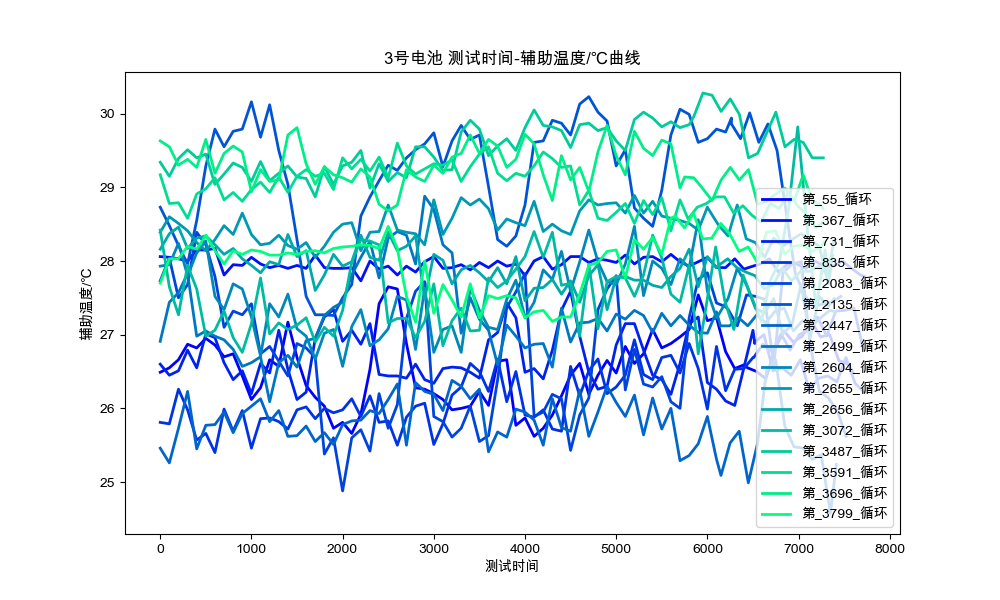 3号电池 测试时间-辅助温度/℃曲线
辅助温度/℃
30
29
28
27
26
25
0
1000
2000
3000
4000
5000
6000
7000
8000
测试时间
第_55_循环
第_367_循环
第_731_循环
第_835_循环
第_2083_循环
第_2135_循环
第_2447_循环
第_2499_循环
第_2604_循环
第_2655_循环
第_2656_循环
第_3072_循环
第_3487_循环
第_3591_循环
第_3696_循环
第_3799_循环